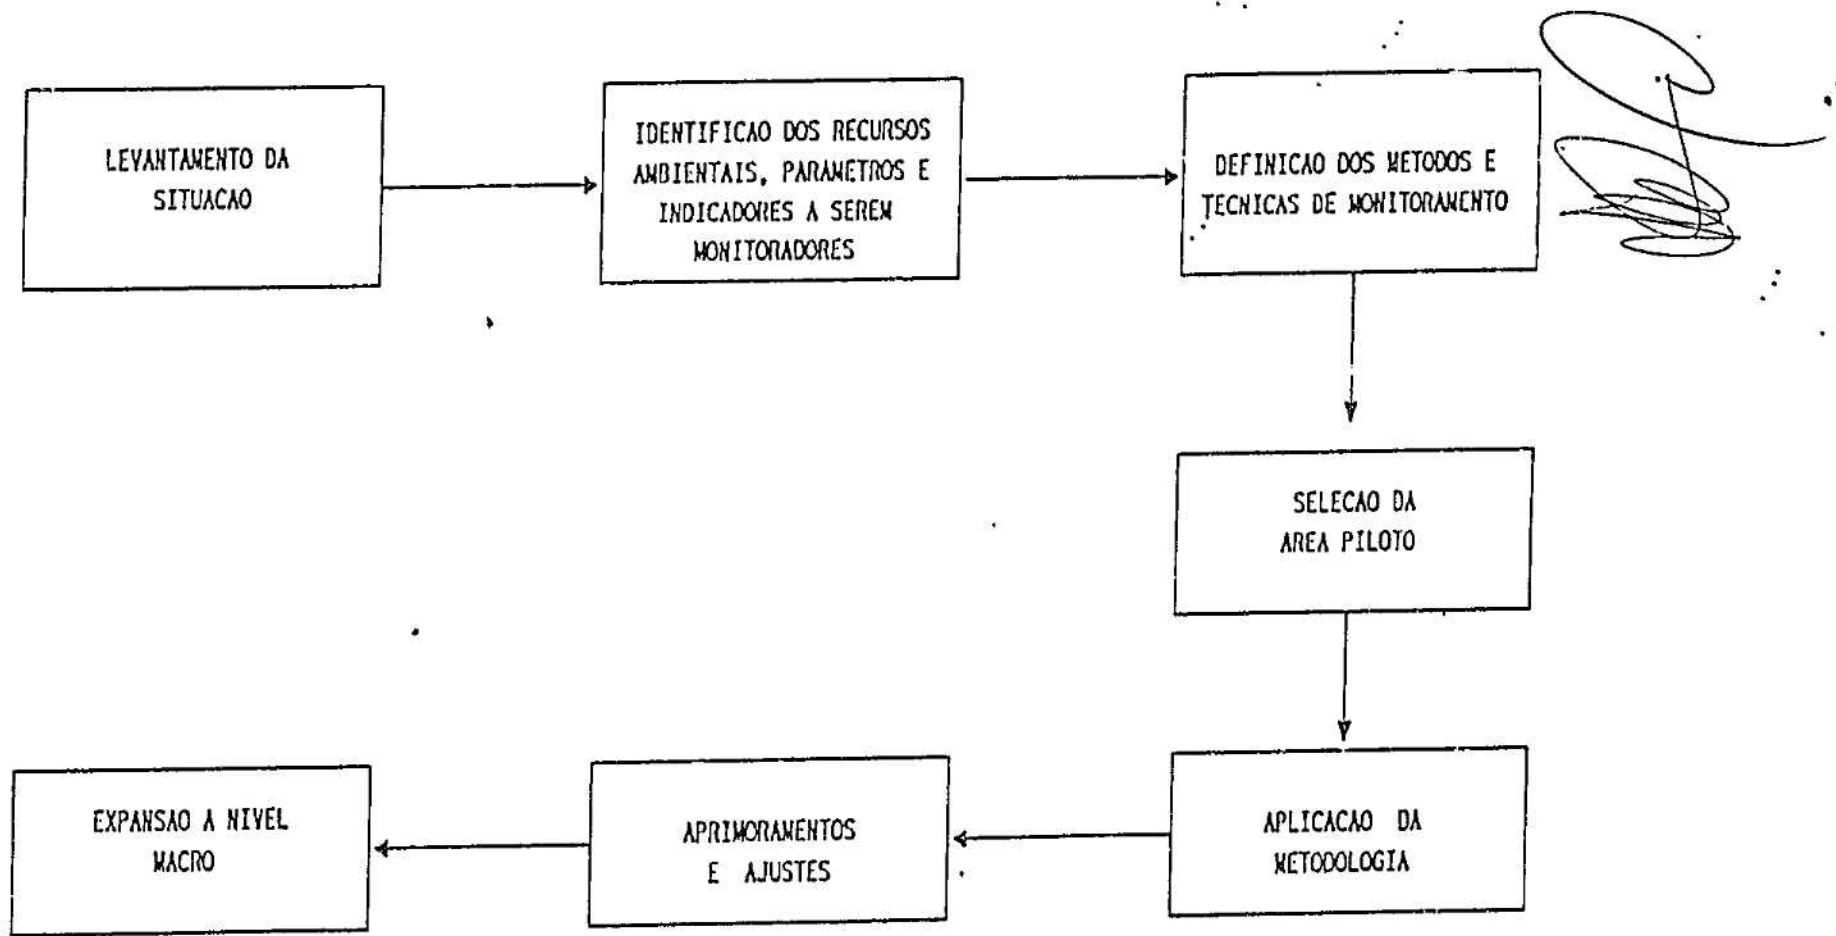 LEVANTAMENTO DA
SITUACAO
IDENTIFICAO DOS RECURSOS
AMBIENTAIS, PARAMETROS E
INDICADORES A SEREM
MONITORADORES
DEFINICAO DOS METODOS E
TECNICAS DE MONITORAMENTO
SELECAO DA
AREA PILOTO
APLICACAO DA
METODOLOGIA
APRIMORAMENTOS
E AJUSTES
EXPANSAO A NIVEL
MACRO